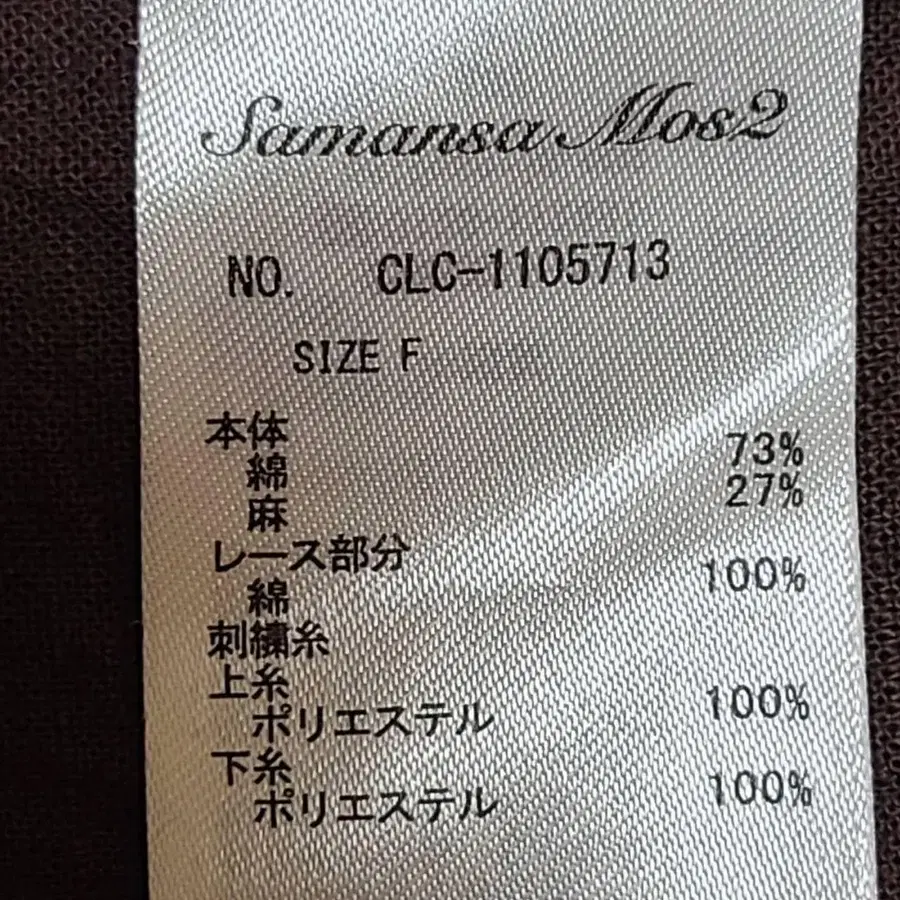 Samansa Mos2
NO. CLC-1105713
SIZE F
本体
綿 73%
麻 27%
レース部分
綿 100%
刺繍糸
上糸
ポリエステル 100%
下糸
ポリエステル 100%